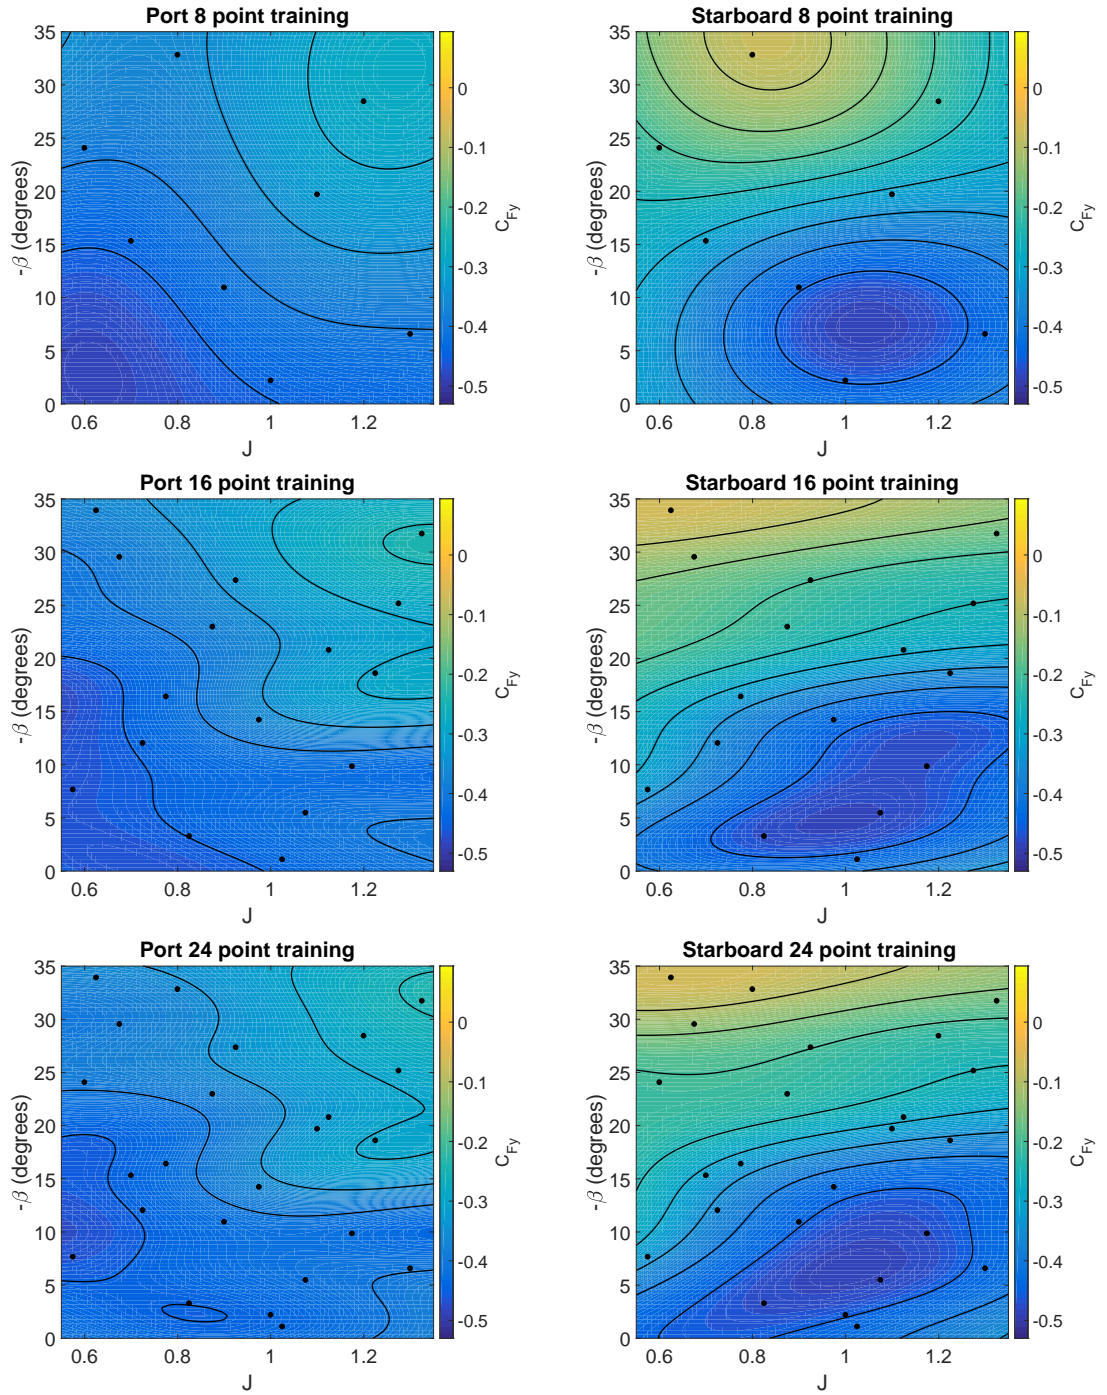 Port 8 point training
35
30
25
20
15
10
5
0
-β (degrees)
0.6 0.8 1 1.2
J
0
-0.1
-0.2
-0.3
-0.4
-0.5
C_Fy
Starboard 8 point training
35
30
25
20
15
10
5
0
-β (degrees)
0.6 0.8 1 1.2
J
0
-0.1
-0.2
-0.3
-0.4
-0.5
C_Fy
Port 16 point training
35
30
25
20
15
10
5
0
-β (degrees)
0.6 0.8 1 1.2
J
0
-0.1
-0.2
-0.3
-0.4
-0.5
C_Fy
Starboard 16 point training
35
30
25
20
15
10
5
0
-β (degrees)
0.6 0.8 1 1.2
J
0
-0.1
-0.2
-0.3
-0.4
-0.5
C_Fy
Port 24 point training
35
30
25
20
15
10
5
0
-β (degrees)
0.6 0.8 1 1.2
J
0
-0.1
-0.2
-0.3
-0.4
-0.5
C_Fy
Starboard 24 point training
35
30
25
20
15
10
5
0
-β (degrees)
0.6 0.8 1 1.2
J
0
-0.1
-0.2
-0.3
-0.4
-0.5
C_Fy